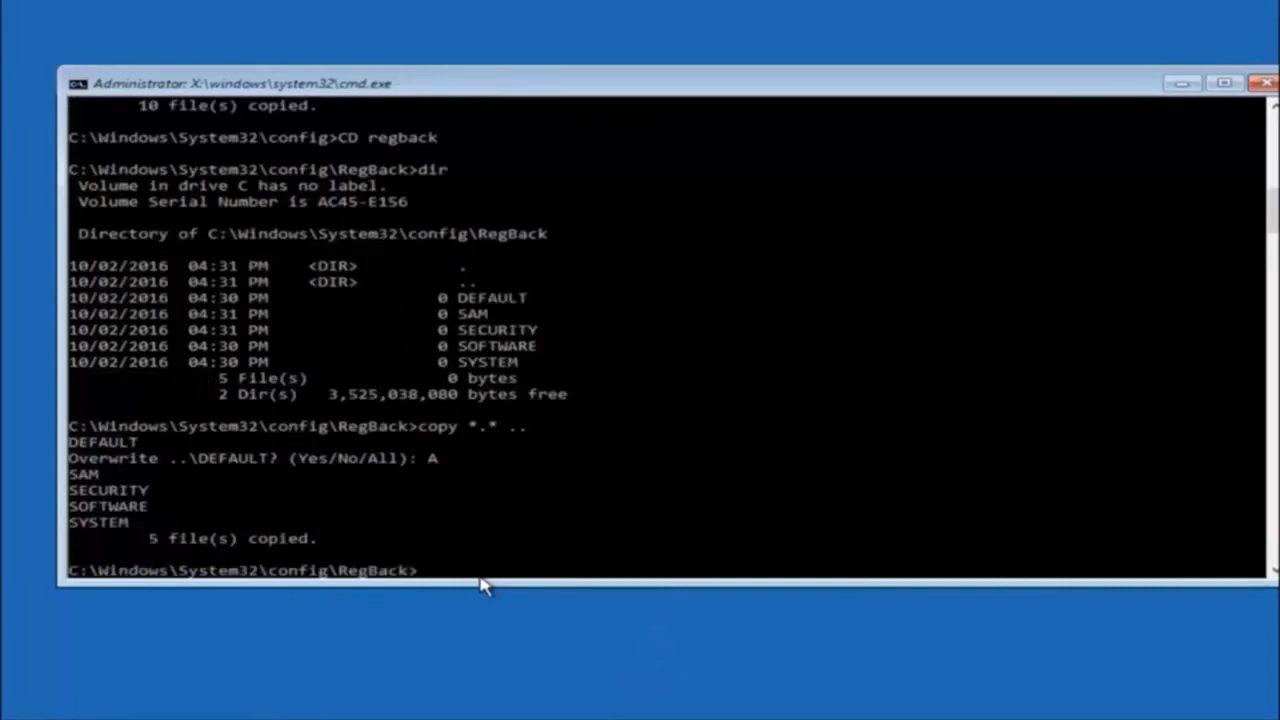 Administrator: X:\windows\system32\cmd.exe
10 file(s) copied.
C:\Windows\System32\config>CD regback
C:\Windows\System32\config\RegBack>dir
Volume in drive C has no label.
Volume Serial Number is AC45-E156
Directory of C:\Windows\System32\config\RegBack
10/02/2016 04:31 PM <DIR> .
10/02/2016 04:31 PM <DIR> ..
10/02/2016 04:30 PM 0 DEFAULT
10/02/2016 04:31 PM 0 SAM
10/02/2016 04:31 PM 0 SECURITY
10/02/2016 04:30 PM 0 SOFTWARE
10/02/2016 04:30 PM 0 SYSTEM
5 File(s) 0 bytes
2 Dir(s) 3,525,038,080 bytes free
C:\Windows\System32\config\RegBack>copy *.* ..
DEFAULT
Overwrite ..\DEFAULT? (Yes/No/All): A
SAM
SECURITY
SOFTWARE
SYSTEM
5 file(s) copied.
C:\Windows\System32\config\RegBack>